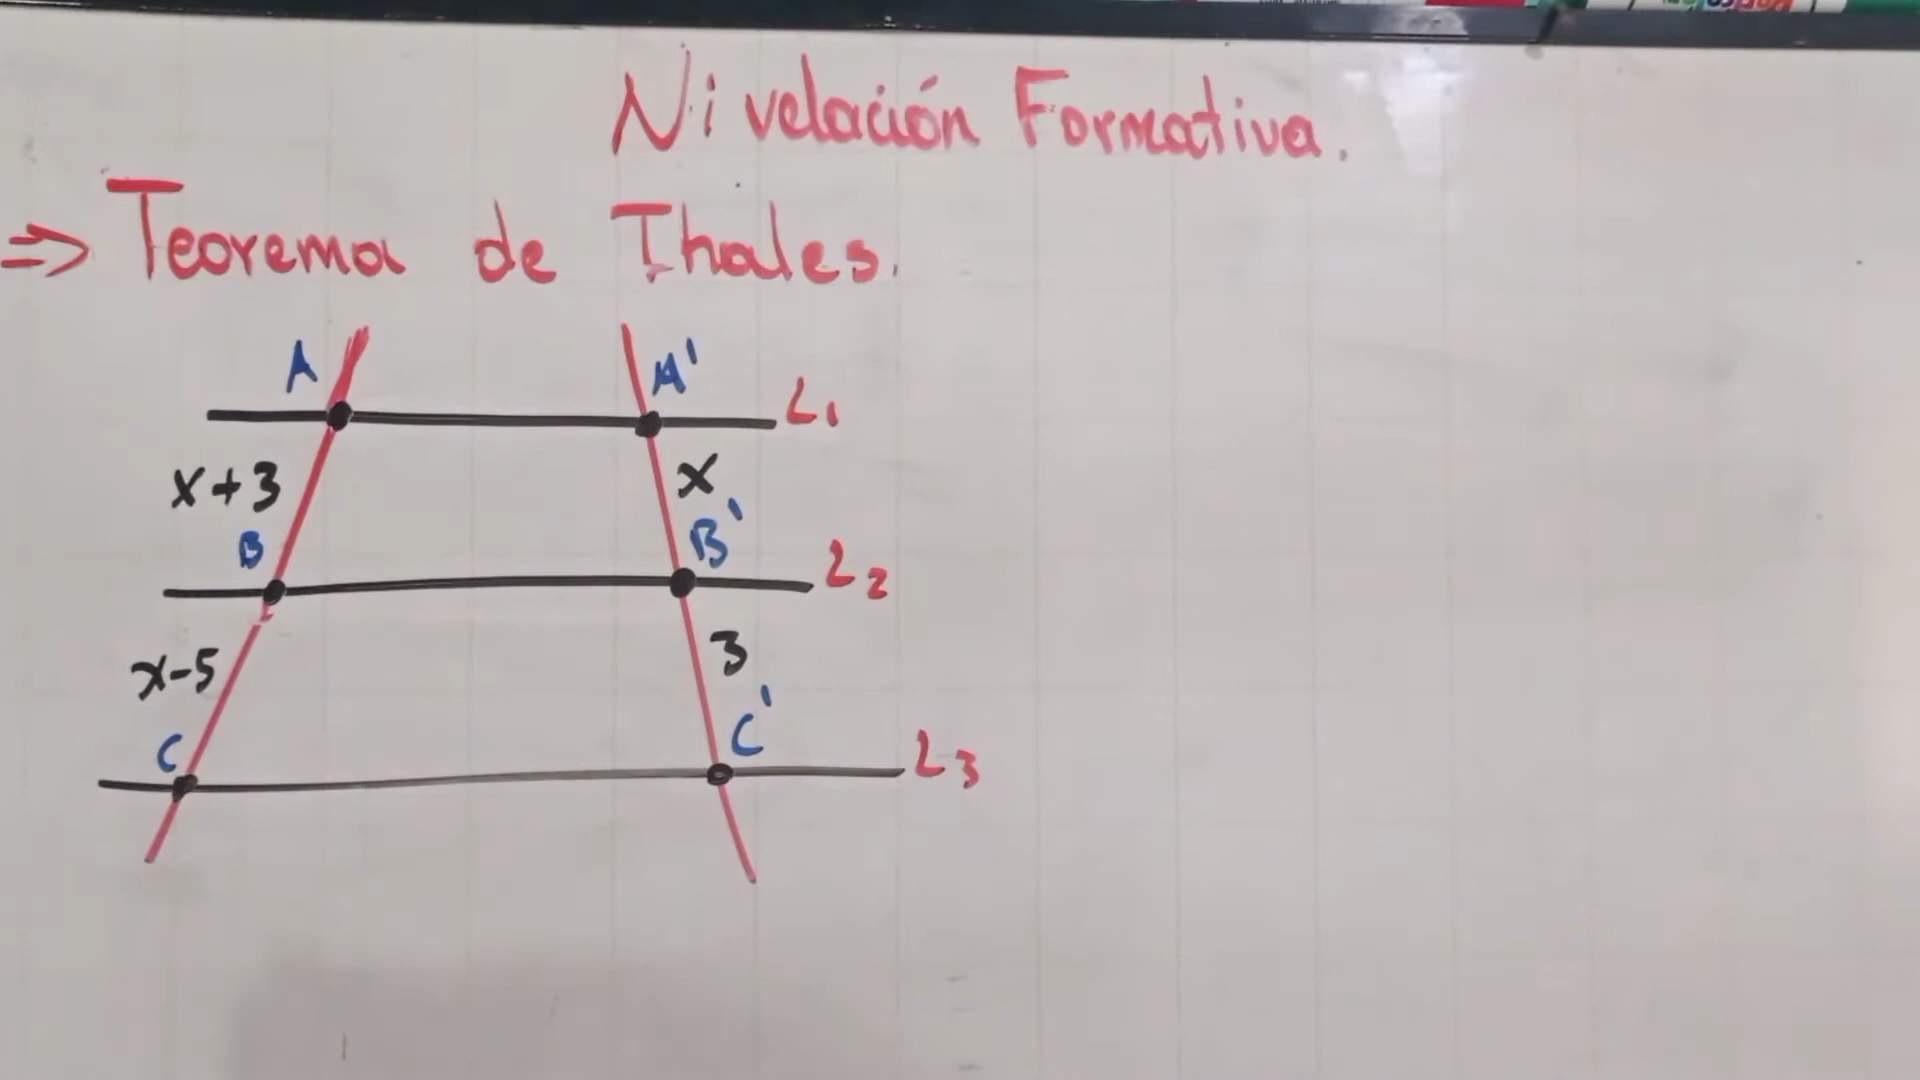 Nivelación Formativa.
⇒ Teorema de Thales.
A A'
L1
x+3 x
B B'
L2
x-5 3
C C'
L3